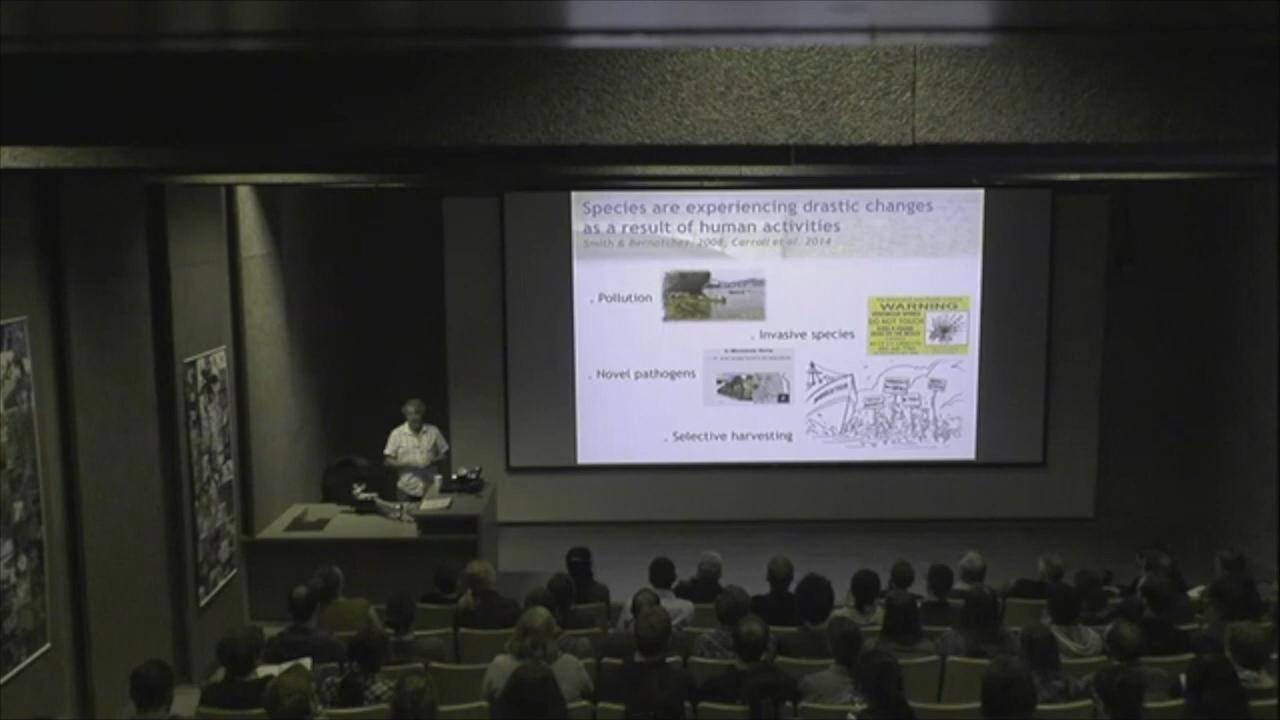 Species are experiencing drastic changes
as a result of human activities
Smith & Bernatchez, 2008, Carroll et al. 2014
. Pollution
WARNING
DO NOT TOUCH
. Invasive species
. Novel pathogens
. Selective harvesting